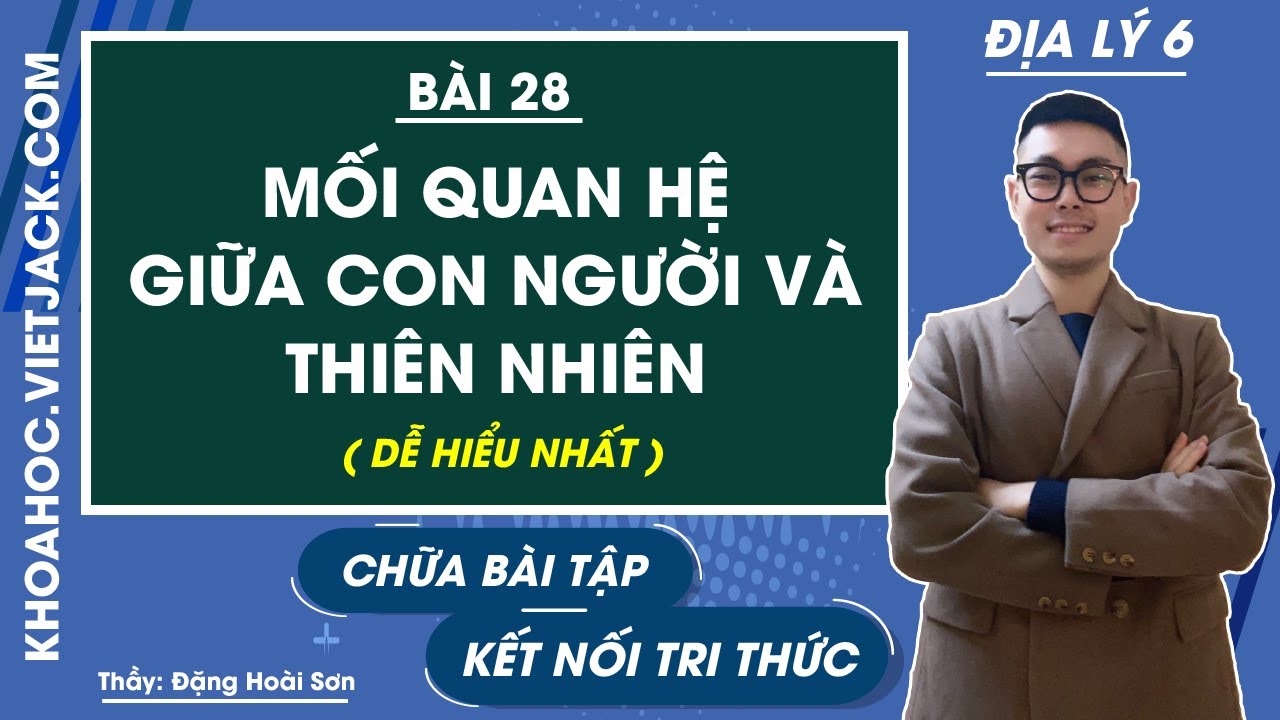 KHOAHOC.VIETJACK.COM
ĐỊA LÝ 6
BÀI 28
MỐI QUAN HỆ
GIỮA CON NGƯỜI VÀ
THIÊN NHIÊN
( DỄ HIỂU NHẤT )
CHỮA BÀI TẬP
KẾT NỐI TRI THỨC
Thầy: Đặng Hoài Sơn